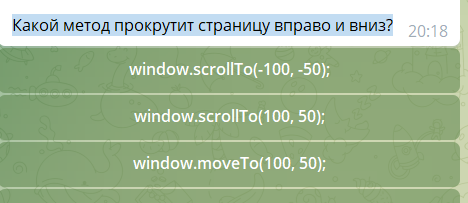 Какой метод прокрутит страницу вправо и вниз?
20:18
window.scrollTo(-100, -50);
window.scrollTo(100, 50);
window.moveTo(100, 50);